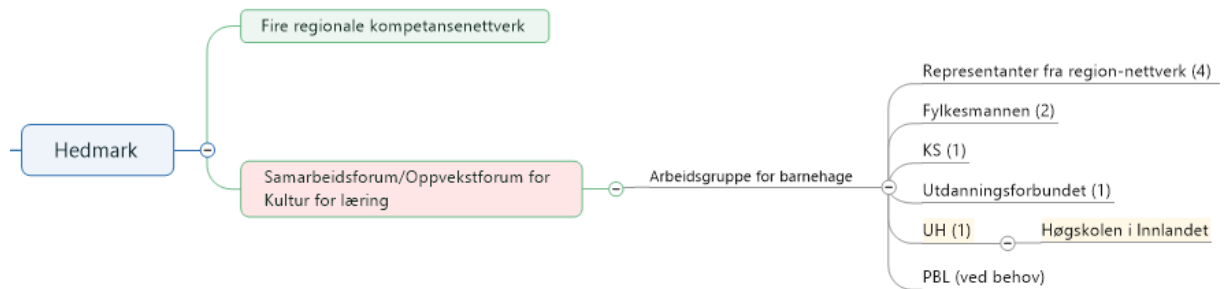 Fire regionale kompetansenettverk
Hedmark
Samarbeidsforum/Oppvekstforum for
Kultur for læring
Arbeidsgruppe for barnehage
Representanter fra region-nettverk (4)
Fylkesmannen (2)
KS (1)
Utdanningsforbundet (1)
UH (1)
Høgskolen i Innlandet
PBL (ved behov)